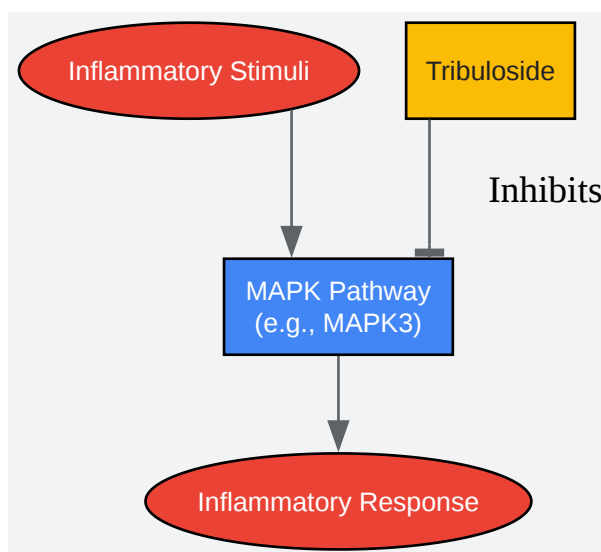 Inflammatory Stimuli
Tribuloside
Inhibits
MAPK Pathway
(e.g., MAPK3)
Inflammatory Response